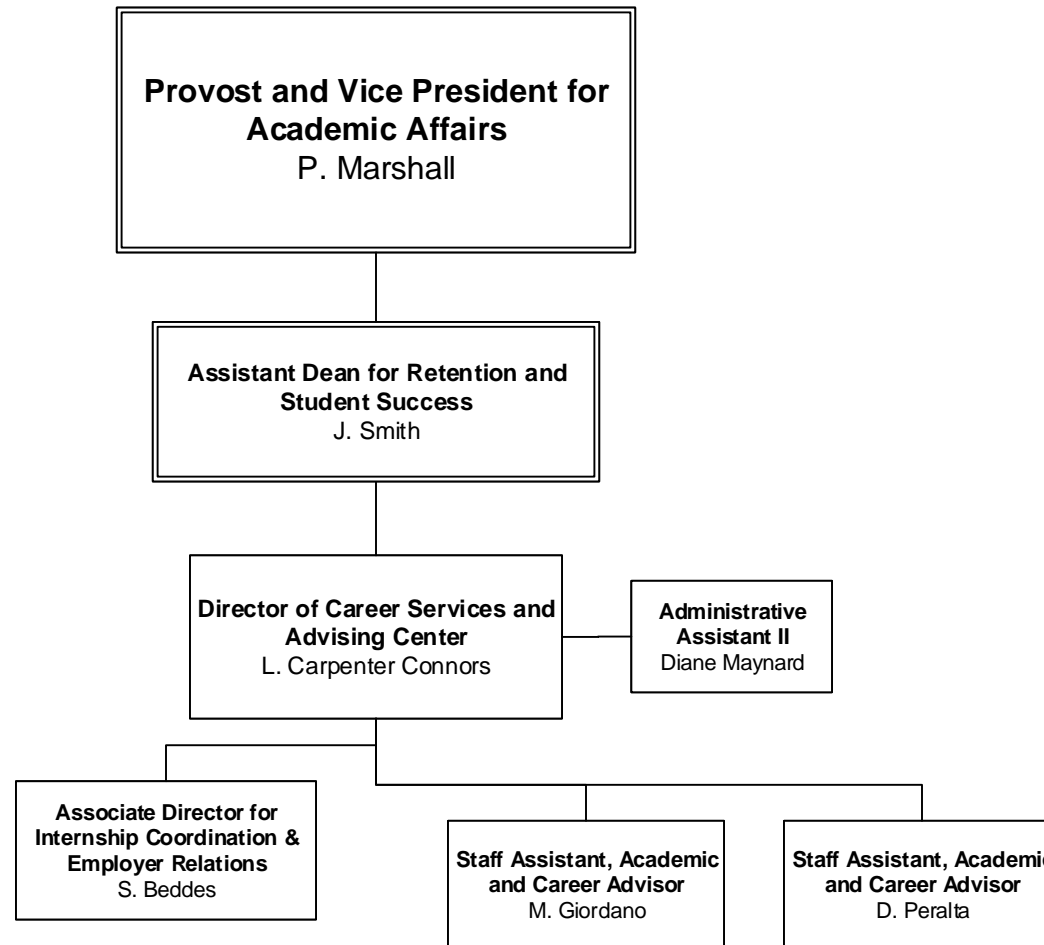 Provost and Vice President for
Academic Affairs
P. Marshall
Assistant Dean for Retention and
Student Success
J. Smith
Director of Career Services and
Advising Center
L. Carpenter Connors
Administrative
Assistant II
Diane Maynard
Associate Director for
Internship Coordination &
Employer Relations
S. Beddes
Staff Assistant, Academic
and Career Advisor
M. Giordano
Staff Assistant, Academic
and Career Advisor
D. Peralta